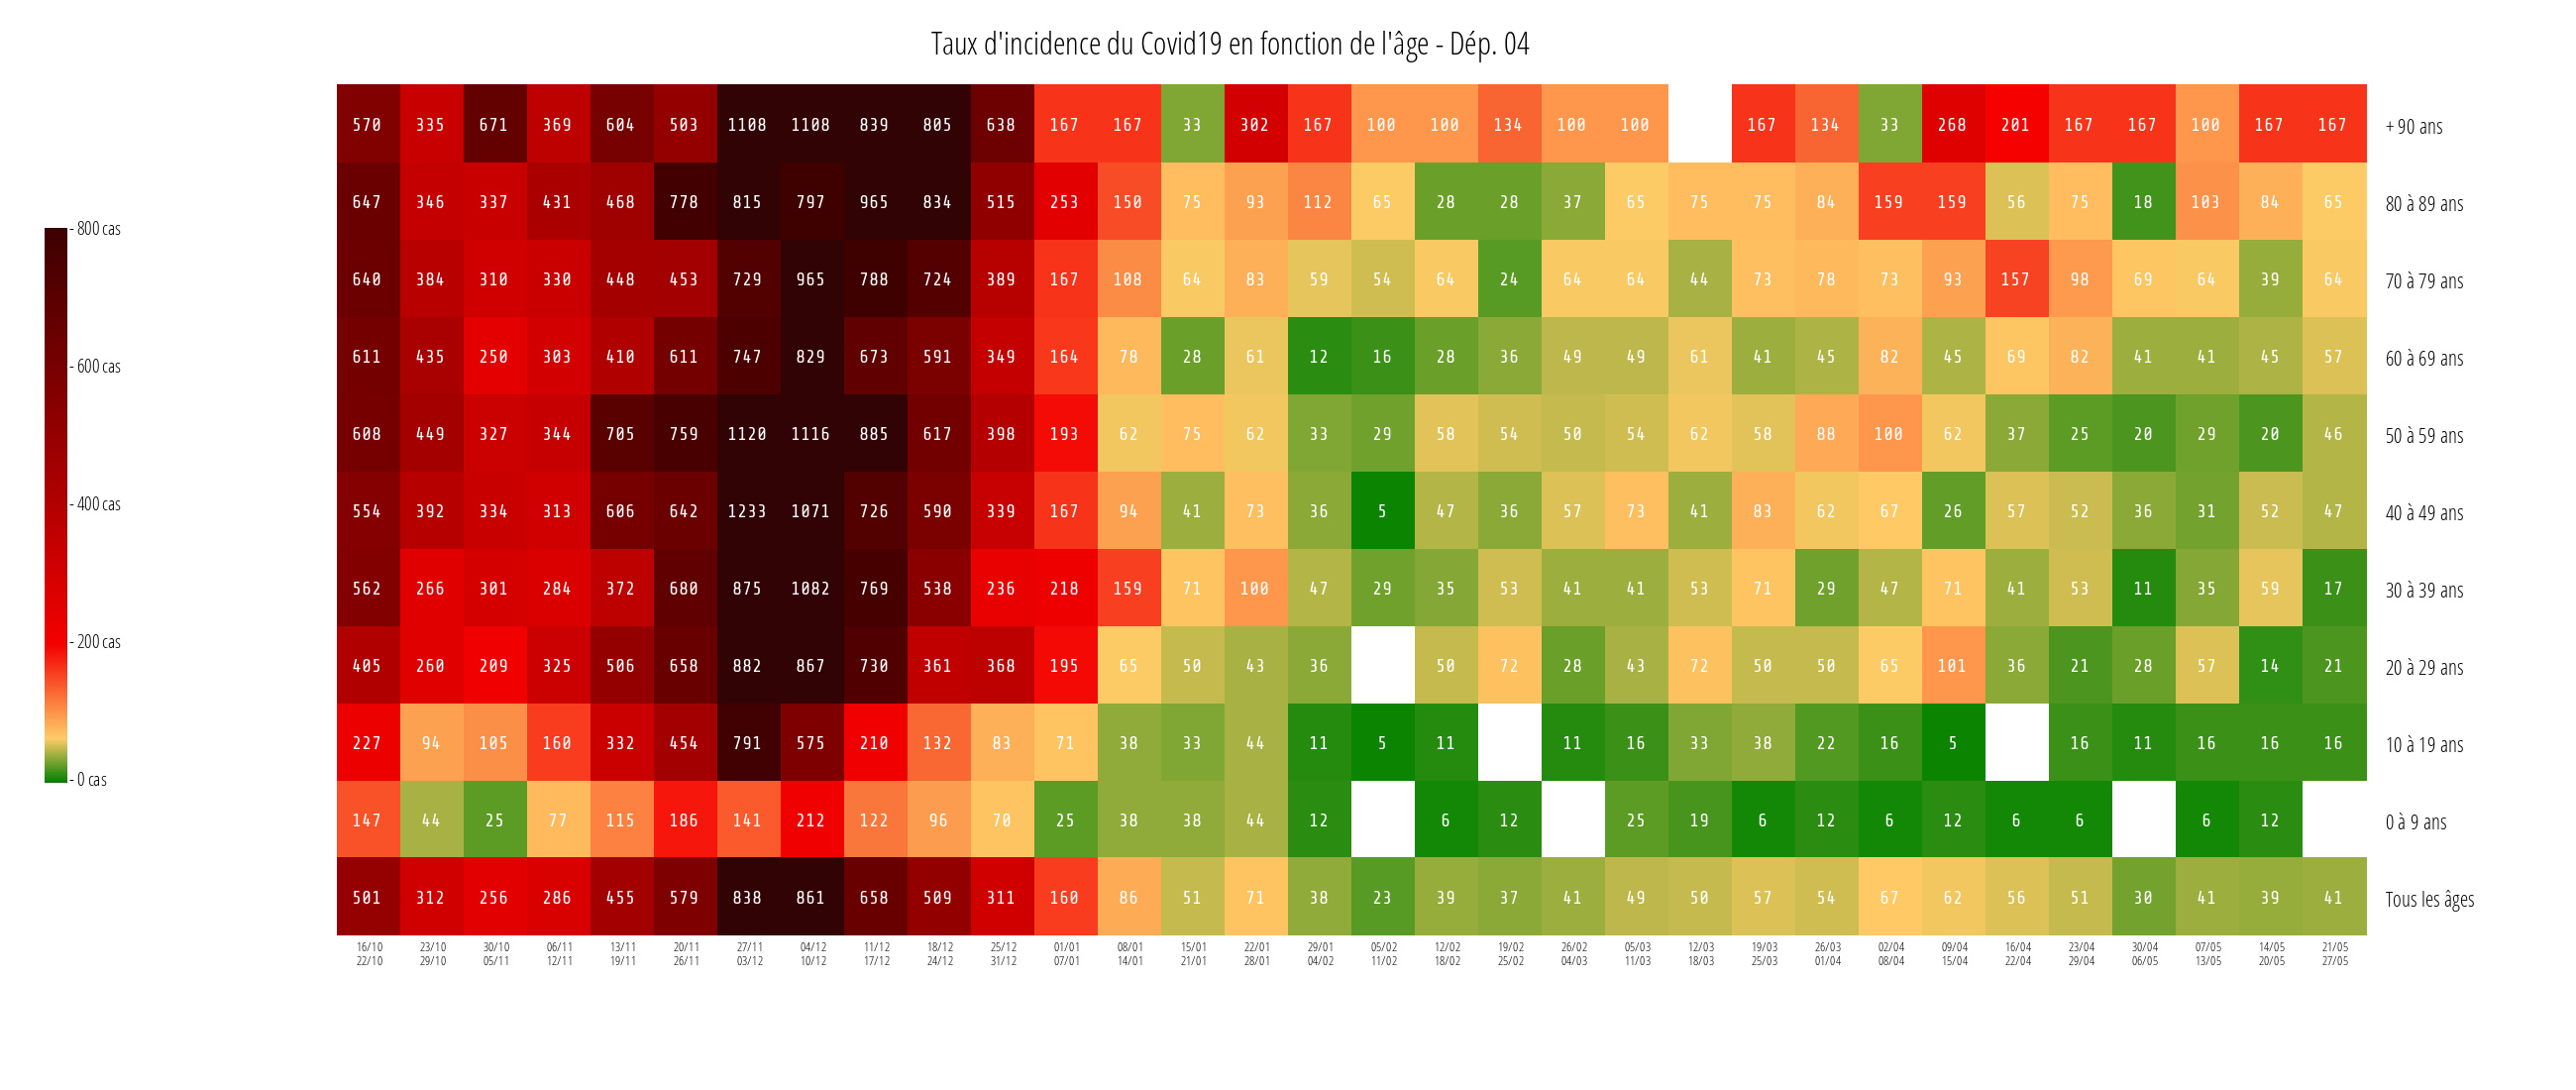 Taux d'incidence du Covid19 en fonction de l'âge - Dép. 04
570 335 671 369 604 503 1108 1108 839 805 638 167 167 33 302 167 100 100 134 100 100 167 134 33 268 201 167 167 100 167 167 + 90 ans
647 346 337 431 468 778 815 797 965 834 515 253 150 75 93 112 65 28 28 37 65 75 75 84 159 159 56 75 18 103 84 65 80 à 89 ans
640 384 310 330 448 453 729 965 788 724 389 167 108 64 83 59 54 64 24 64 64 44 73 78 73 93 157 98 69 64 39 64 70 à 79 ans
611 435 250 303 410 611 747 829 673 591 349 164 78 28 61 12 16 28 36 49 49 61 41 45 82 45 69 82 41 41 45 57 60 à 69 ans
608 449 327 344 705 759 1120 1116 885 617 398 193 62 75 62 33 29 58 54 50 54 62 58 88 100 62 37 25 20 29 20 46 50 à 59 ans
554 392 334 313 606 642 1233 1071 726 590 339 167 94 41 73 36 5 47 36 57 73 41 83 62 67 26 57 52 36 31 52 47 40 à 49 ans
562 266 301 284 372 680 875 1082 769 538 236 218 159 71 100 47 29 35 53 41 41 53 71 29 47 71 41 53 11 35 59 17 30 à 39 ans
405 260 209 325 506 658 882 867 730 361 368 195 65 50 43 36 50 72 28 43 72 50 50 65 101 36 21 28 57 14 21 20 à 29 ans
227 94 105 160 332 454 791 575 210 132 83 71 38 33 44 11 5 11 11 16 33 38 22 16 5 16 11 16 16 16 10 à 19 ans
147 44 25 77 115 186 141 212 122 96 70 25 38 38 44 12 6 12 25 19 6 12 6 12 6 6 6 12 0 à 9 ans
501 312 256 286 455 579 838 861 658 509 311 160 86 51 71 38 23 39 37 41 49 50 57 54 67 62 56 51 30 41 39 41 Tous les âges
16/10 23/10 30/10 06/11 13/11 20/11 27/11 04/12 11/12 18/12 25/12 01/01 08/01 15/01 22/01 29/01 05/02 12/02 19/02 26/02 05/03 12/03 19/03 26/03 02/04 09/04 16/04 23/04 30/04 07/05 14/05 21/05
22/10 29/10 05/11 12/11 19/11 26/11 03/12 10/12 17/12 24/12 31/12 07/01 14/01 21/01 28/01 04/02 11/02 18/02 25/02 04/03 11/03 18/03 25/03 01/04 08/04 15/04 22/04 29/04 06/05 13/05 20/05 27/05
- 800 cas
- 600 cas
- 400 cas
- 200 cas
- 0 cas